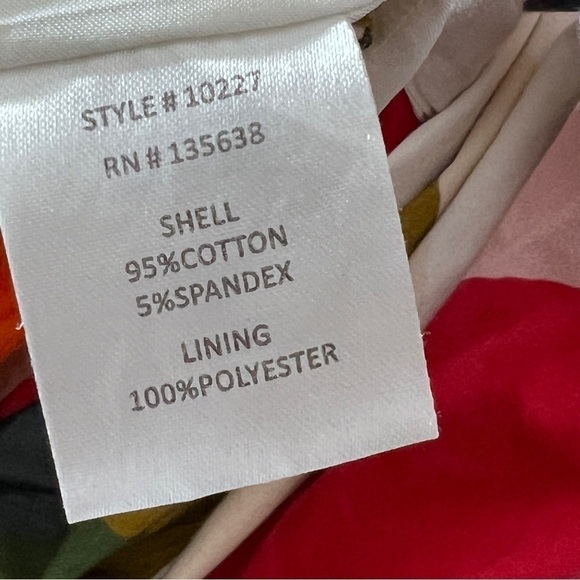 STYLE # 10227
RN # 135638
SHELL
95%COTTON
5%SPANDEX
LINING
100%POLYESTER